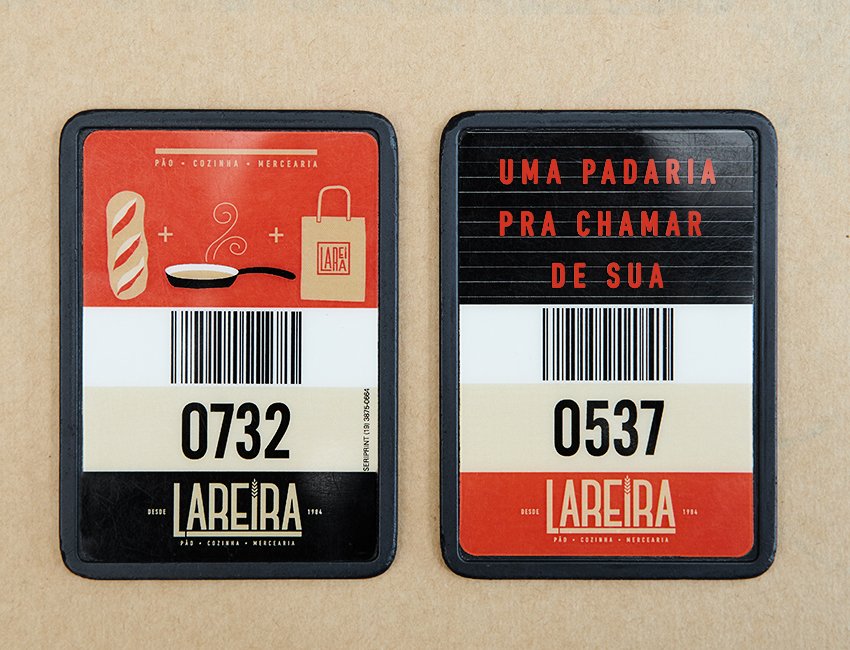 PÃO • COZINHA • MERCEARIA
LAREIRA
0732
SERIPRINT (19) 3875-0664
DESDE LAREIRA 1984
PÃO • COZINHA • MERCEARIA
UMA PADARIA
PRA CHAMAR
DE SUA
0537
DESDE LAREIRA 1984
PÃO • COZINHA • MERCEARIA